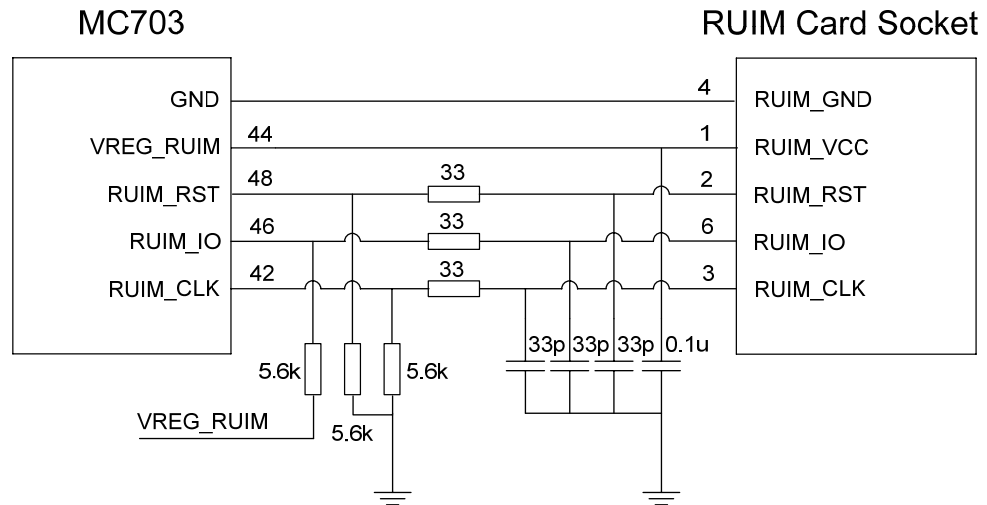 MC703 RUIM Card Socket
GND 4 RUIM_GND
VREG_RUIM 44 1 RUIM_VCC
RUIM_RST 48 33 2 RUIM_RST
RUIM_IO 46 33 6 RUIM_IO
RUIM_CLK 42 33 3 RUIM_CLK
33p 33p 33p 0.1u
5.6k 5.6k
VREG_RUIM 5.6k